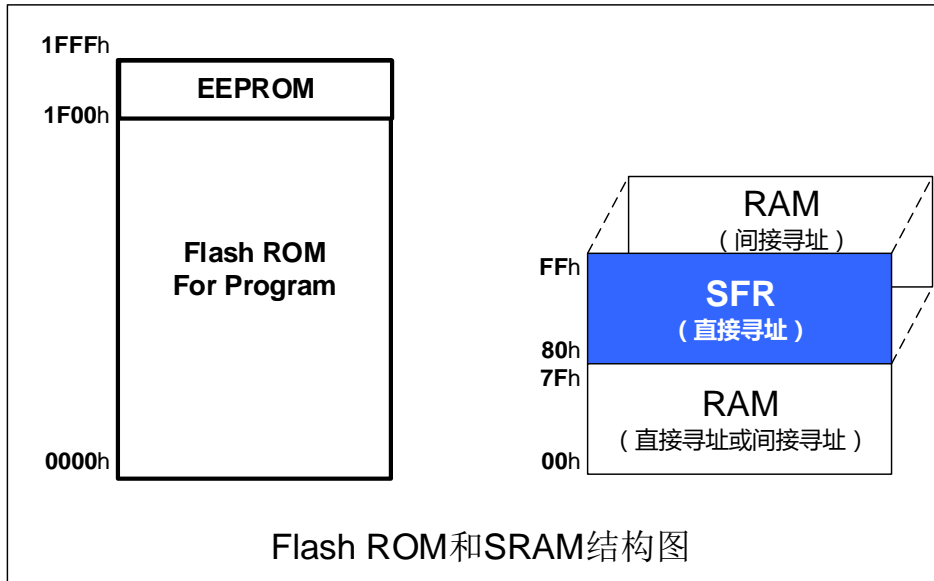 1FFFh
EEPROM
1F00h
Flash ROM
For Program
0000h
RAM
（间接寻址）
FFh
SFR
（直接寻址）
80h
7Fh
RAM
（直接寻址或间接寻址）
00h
Flash ROM和SRAM结构图